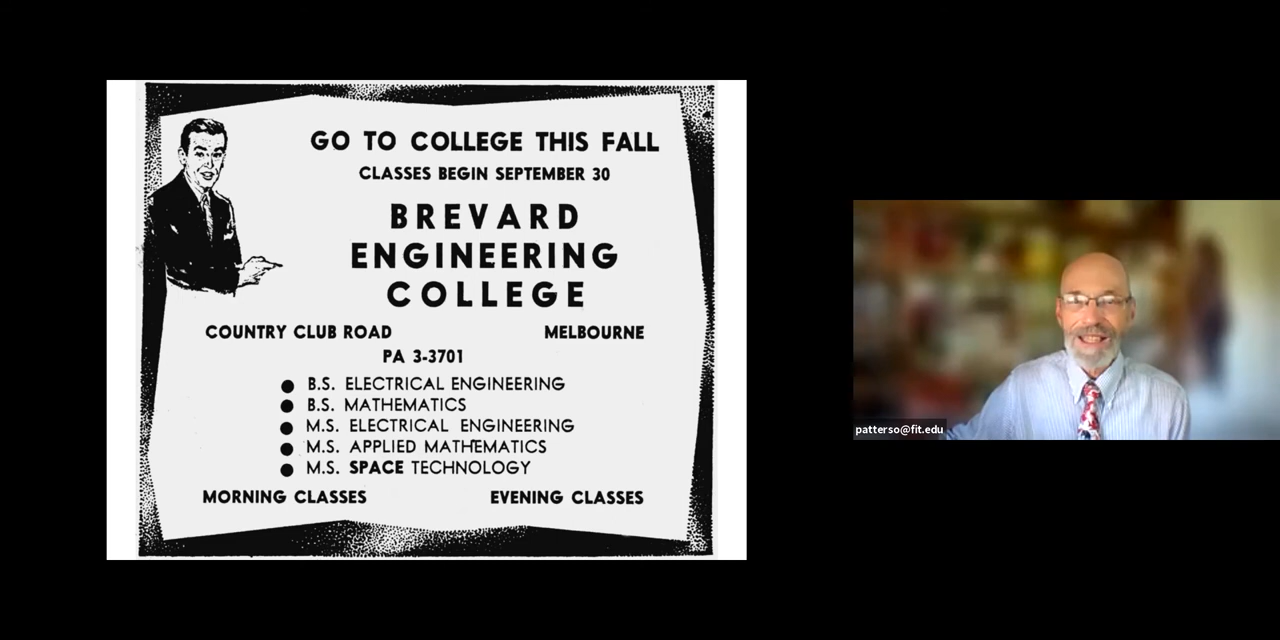 GO TO COLLEGE THIS FALL
CLASSES BEGIN SEPTEMBER 30
BREVARD
ENGINEERING
COLLEGE
COUNTRY CLUB ROAD MELBOURNE
PA 3-3701
● B.S. ELECTRICAL ENGINEERING
● B.S. MATHEMATICS
● M.S. ELECTRICAL ENGINEERING
● M.S. APPLIED MATHEMATICS
● M.S. SPACE TECHNOLOGY
MORNING CLASSES EVENING CLASSES
patterso@fit.edu